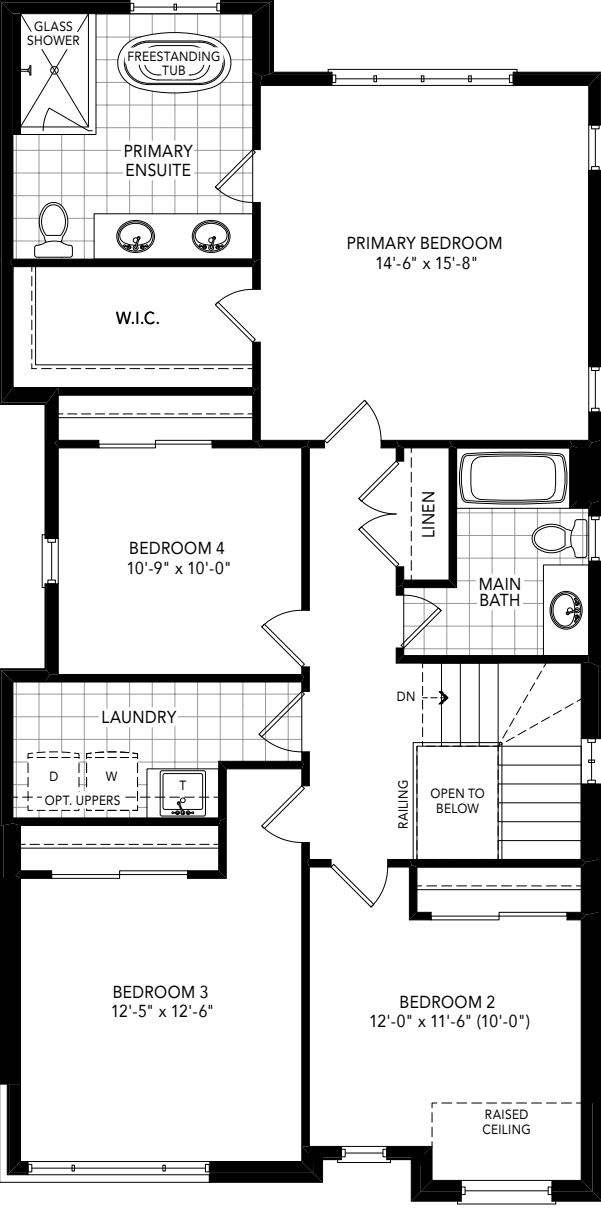 GLASS
SHOWER
FREESTANDING
TUB
PRIMARY
ENSUITE
PRIMARY BEDROOM
14'-6" x 15'-8"
W.I.C.
LINEN
BEDROOM 4
10'-9" x 10'-0"
MAIN
BATH
DN
LAUNDRY
D
W
T
OPT. UPPERS
RAILING
OPEN TO
BELOW
BEDROOM 3
12'-5" x 12'-6"
BEDROOM 2
12'-0" x 11'-6" (10'-0")
RAISED
CEILING